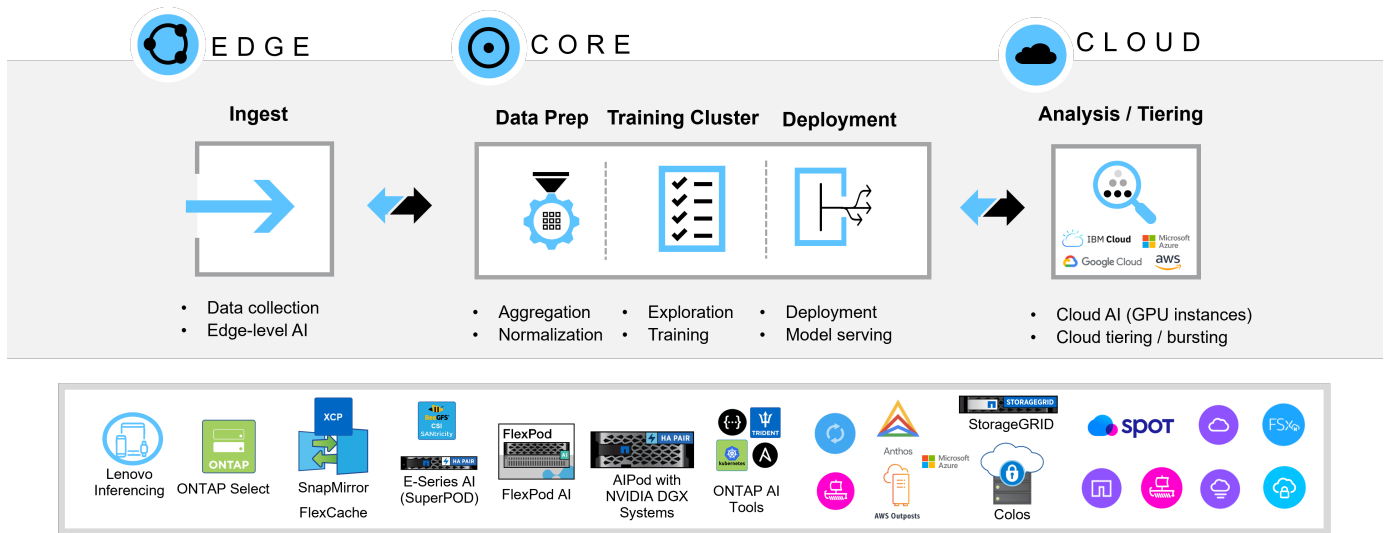 EDGE
CORE
CLOUD
Ingest
Data Prep
Training Cluster
Deployment
Analysis / Tiering
IBM Cloud
Microsoft
Azure
Google Cloud
aws
• Data collection
• Edge-level AI
• Aggregation
• Normalization
• Exploration
• Training
• Deployment
• Model serving
• Cloud AI (GPU instances)
• Cloud tiering / bursting
Lenovo
Inferencing
ONTAP
ONTAP Select
XCP
SnapMirror
FlexCache
BeeGFS
CSI
SANtricity
HA PAIR
E-Series AI
(SuperPOD)
FlexPod
AI
FlexPod AI
HA PAIR
AIPod with
NVIDIA DGX
Systems
{··}
TRIDENT
kubernetes
ONTAP AI
Tools
Anthos
Microsoft
Azure
AWS Outposts
STORAGEGRID
StorageGRID
Colos
spot
FSx